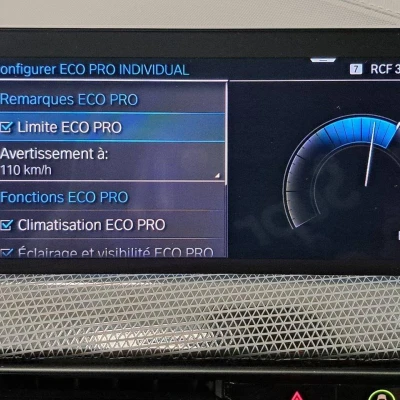 onfigurer ECO PRO INDIVIDUAL
7 RCF 3
Remarques ECO PRO
Limite ECO PRO
Avertissement à:
110 km/h
Fonctions ECO PRO
Climatisation ECO PRO
Éclairage et visibilité ECO PRO